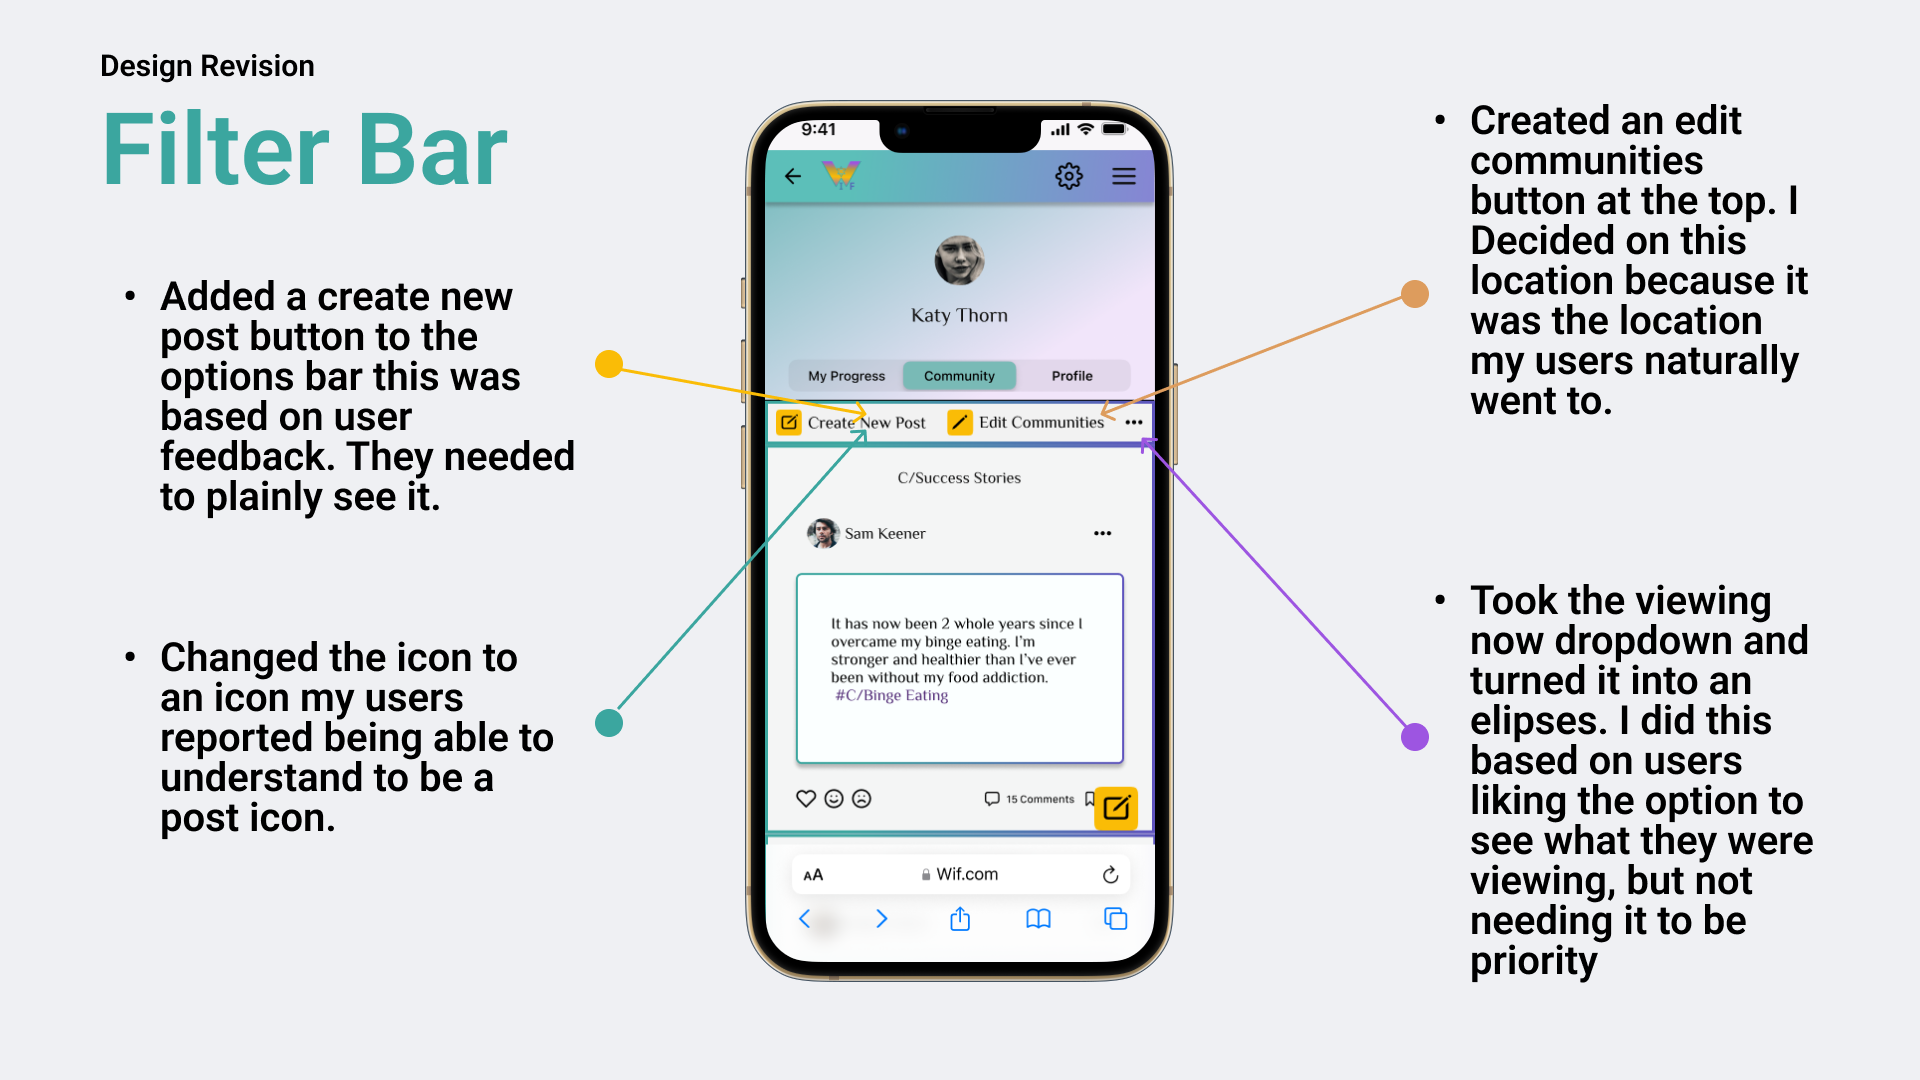 Design Revision
Filter Bar
• Added a create new
post button to the
options bar this was
based on user
feedback. They needed
to plainly see it.
• Changed the icon to
an icon my users
reported being able to
understand to be a
post icon.
9:41
WIF
Katy Thorn
My Progress Community Profile
Create New Post Edit Communities
C/Success Stories
Sam Keener
It has now been 2 whole years since I
overcame my binge eating. I'm
stronger and healthier than I've ever
been without my food addiction.
#C/Binge Eating
15 Comments
AA Wif.com
• Created an edit
communities
button at the top. I
Decided on this
location because it
was the location
my users naturally
went to.
• Took the viewing
now dropdown and
turned it into an
elipses. I did this
based on users
liking the option to
see what they were
viewing, but not
needing it to be
priority